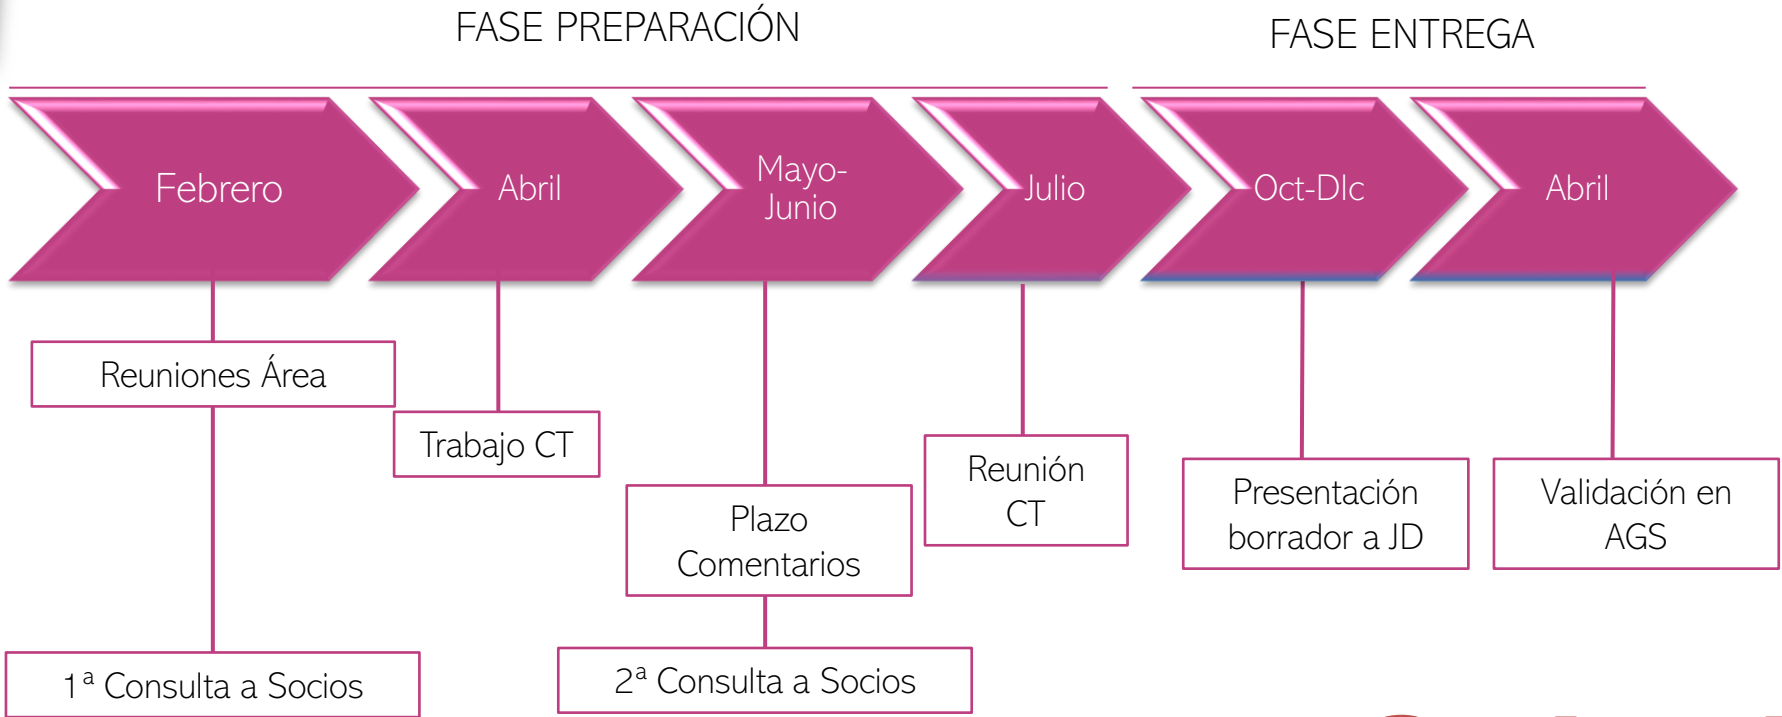 FASE PREPARACIÓN
FASE ENTREGA
Febrero
Abril
Mayo-
Junio
Julio
Oct-DIc
Abril
Reuniones Área
Trabajo CT
Plazo
Comentarios
Reunión
CT
Presentación
borrador a JD
Validación en
AGS
1ª Consulta a Socios
2ª Consulta a Socios